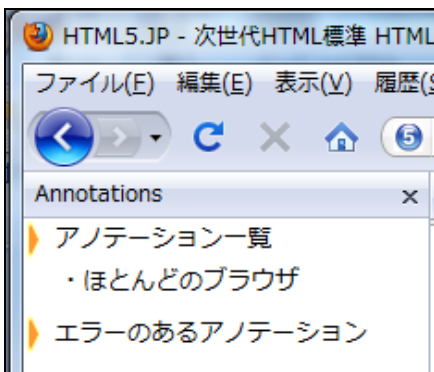 HTML5.JP - 次世代HTML標準 HTML
ファイル(F) 編集(E) 表示(V) 履歴(
5
Annotations
アノテーション一覧
・ほとんどのブラウザ
エラーのあるアノテーション